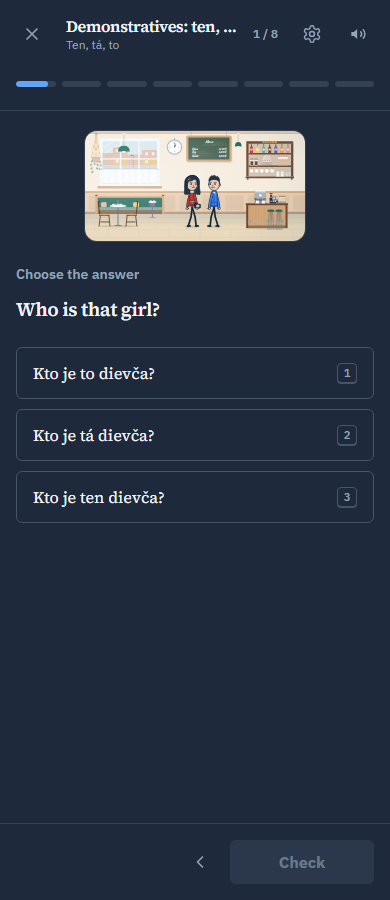 Demonstratives: ten, ...
Ten, tá, to
1 / 8
Choose the answer
Who is that girl?
Kto je to dievča?
1
Kto je tá dievča?
2
Kto je ten dievča?
3
Check